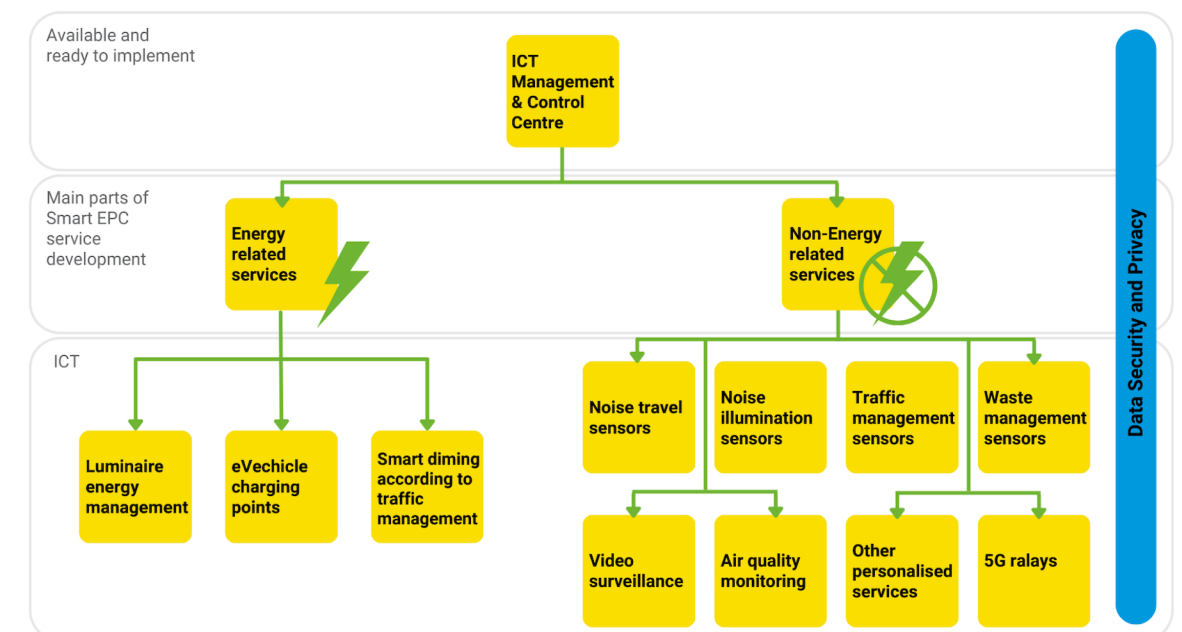 Available and
ready to implement
ICT
Management
& Control
Centre
Main parts of
Smart EPC
service
development
Energy
related
services
Non-Energy
related
services
ICT
Luminaire
energy
management
eVechicle
charging
points
Smart diming
according to
traffic
management
Noise travel
sensors
Noise
illumination
sensors
Traffic
management
sensors
Waste
management
sensors
Video
surveillance
Air quality
monitoring
Other
personalised
services
5G ralays
Data Security and Privacy